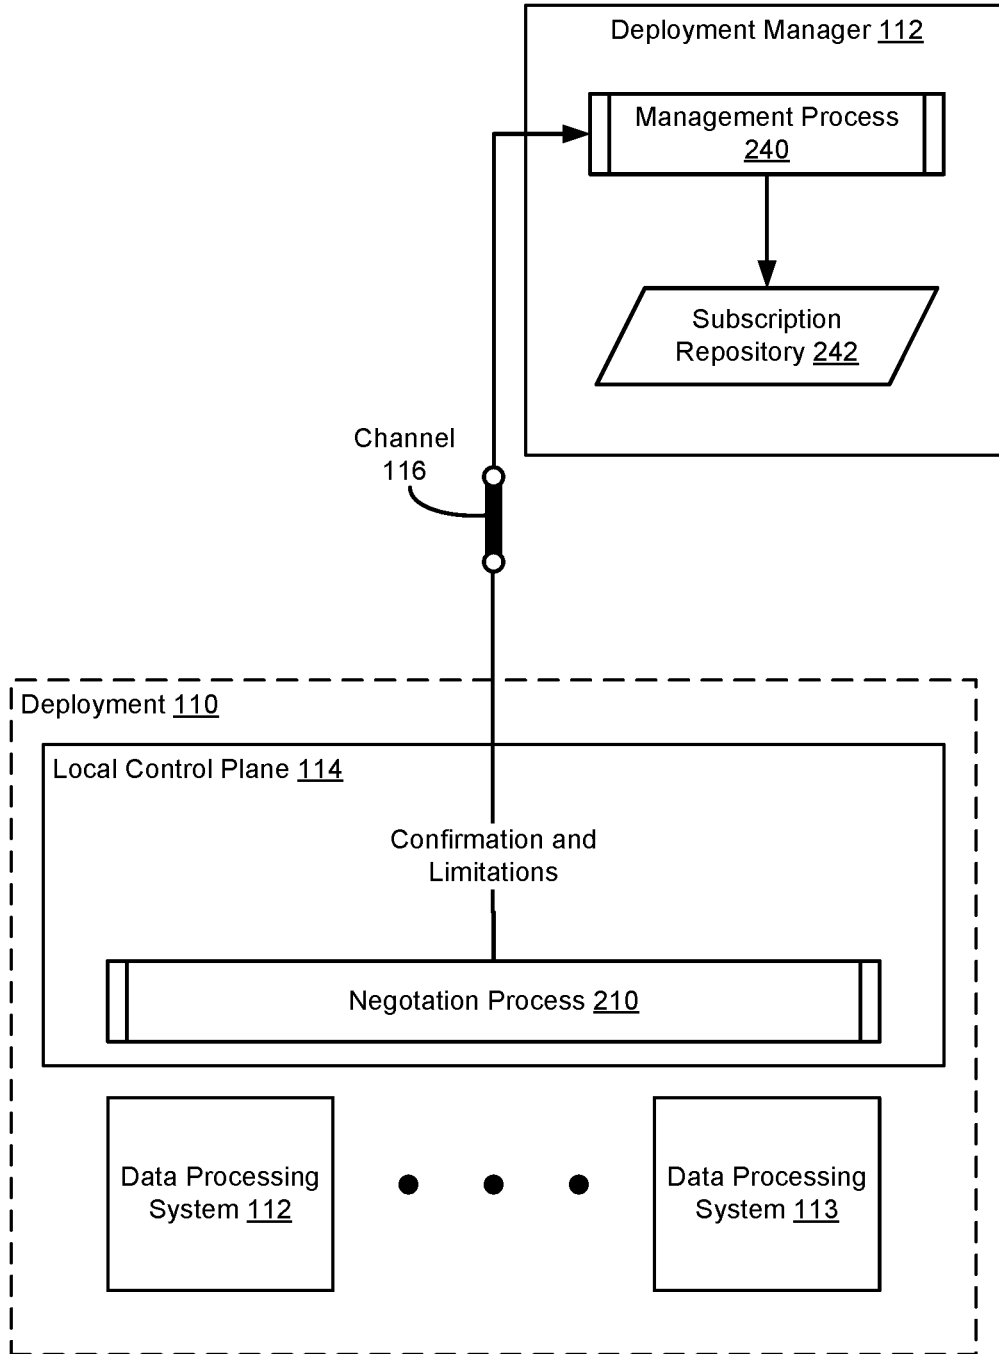 Deployment Manager 112
Management Process
240
Subscription
Repository 242
Channel
116
Deployment 110
Local Control Plane 114
Confirmation and
Limitations
Negotation Process 210
Data Processing
System 112
Data Processing
System 113